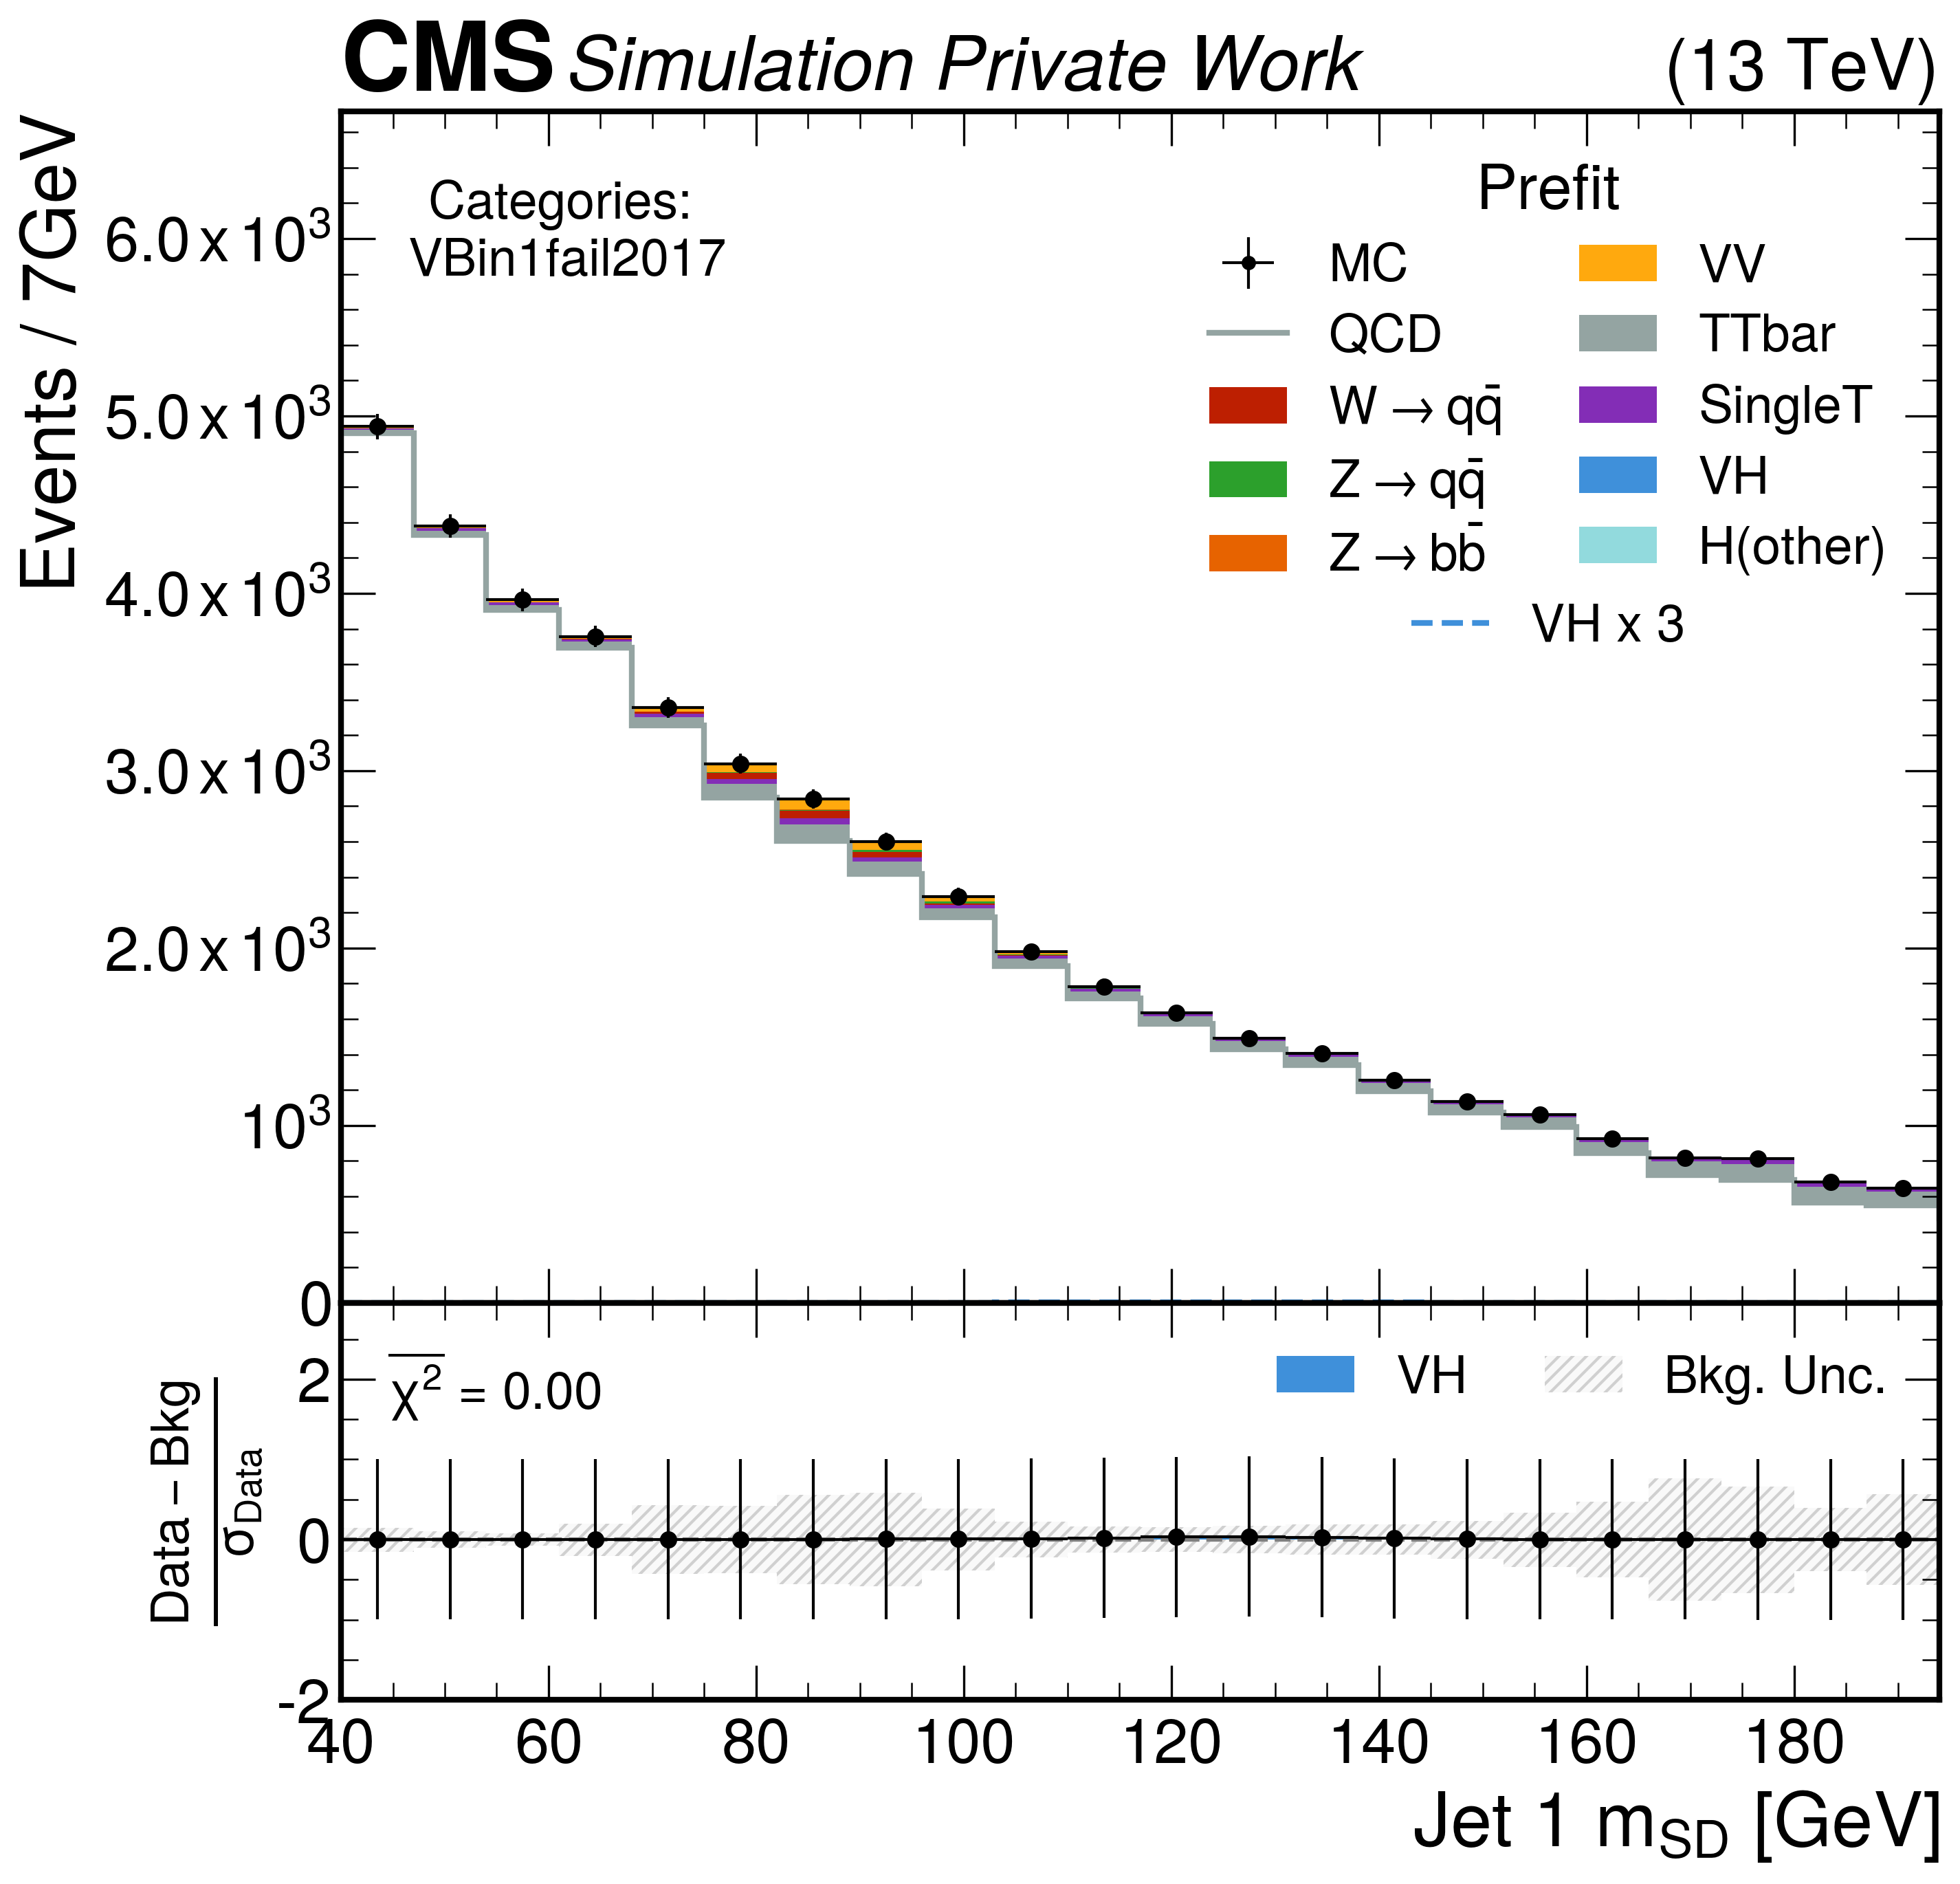 CMS Simulation Private Work (13 TeV)
Events / 7GeV
Categories:
VBin1fail2017
Prefit
MC
QCD
W → qq̄
Z → qq̄
Z → bb̄
VV
TTbar
SingleT
VH
H(other)
VH x 3
6.0 x 10³
5.0 x 10³
4.0 x 10³
3.0 x 10³
2.0 x 10³
10³
0
Data – Bkg
σ_Data
χ² = 0.00
VH
Bkg. Unc.
2
0
-2
40 60 80 100 120 140 160 180
Jet 1 m_SD [GeV]